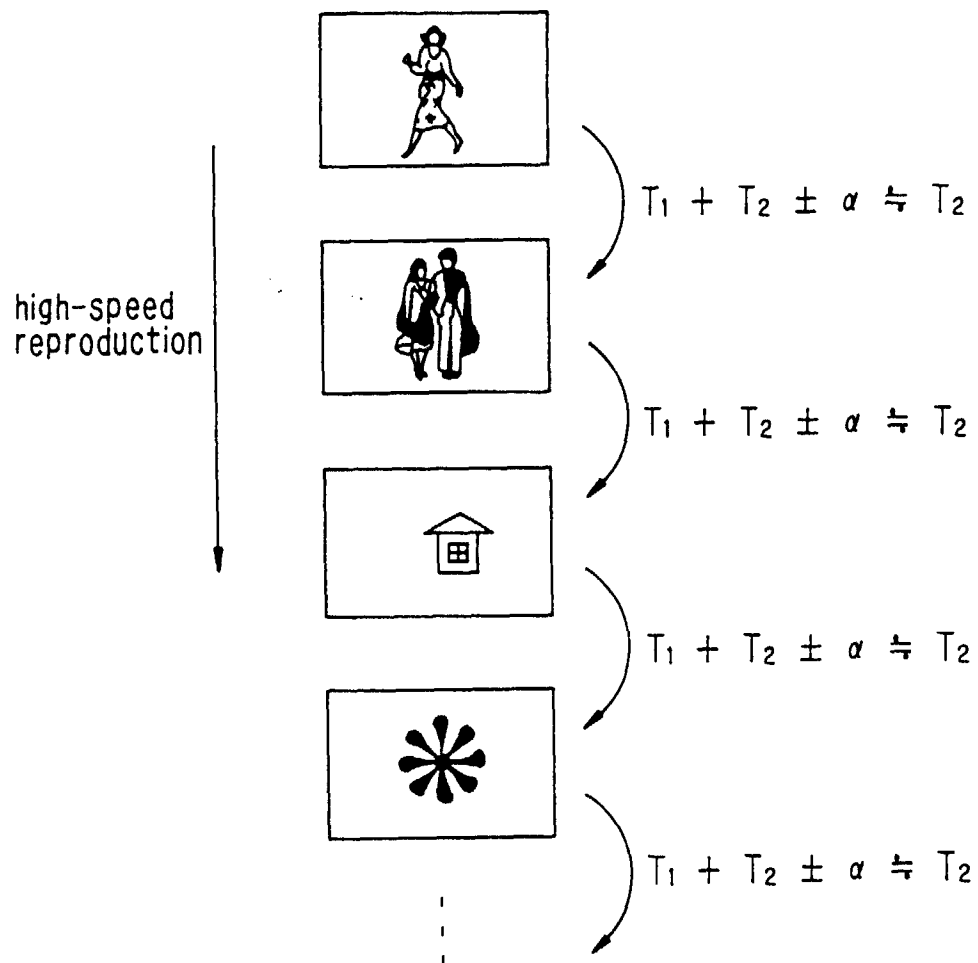 T₁ + T₂ ± α ≒ T₂
high-speed
reproduction
T₁ + T₂ ± α ≒ T₂
T₁ + T₂ ± α ≒ T₂
T₁ + T₂ ± α ≒ T₂